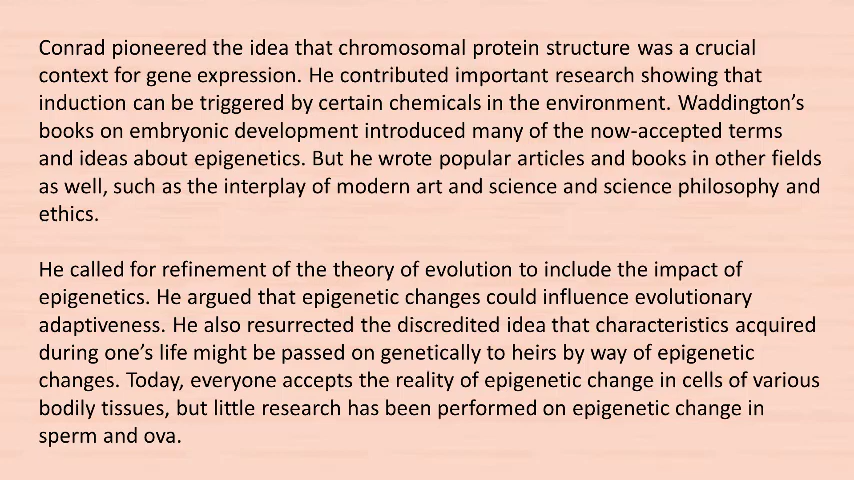 Conrad pioneered the idea that chromosomal protein structure was a crucial
context for gene expression. He contributed important research showing that
induction can be triggered by certain chemicals in the environment. Waddington’s
books on embryonic development introduced many of the now-accepted terms
and ideas about epigenetics. But he wrote popular articles and books in other fields
as well, such as the interplay of modern art and science and science philosophy and
ethics.
He called for refinement of the theory of evolution to include the impact of
epigenetics. He argued that epigenetic changes could influence evolutionary
adaptiveness. He also resurrected the discredited idea that characteristics acquired
during one’s life might be passed on genetically to heirs by way of epigenetic
changes. Today, everyone accepts the reality of epigenetic change in cells of various
bodily tissues, but little research has been performed on epigenetic change in
sperm and ova.